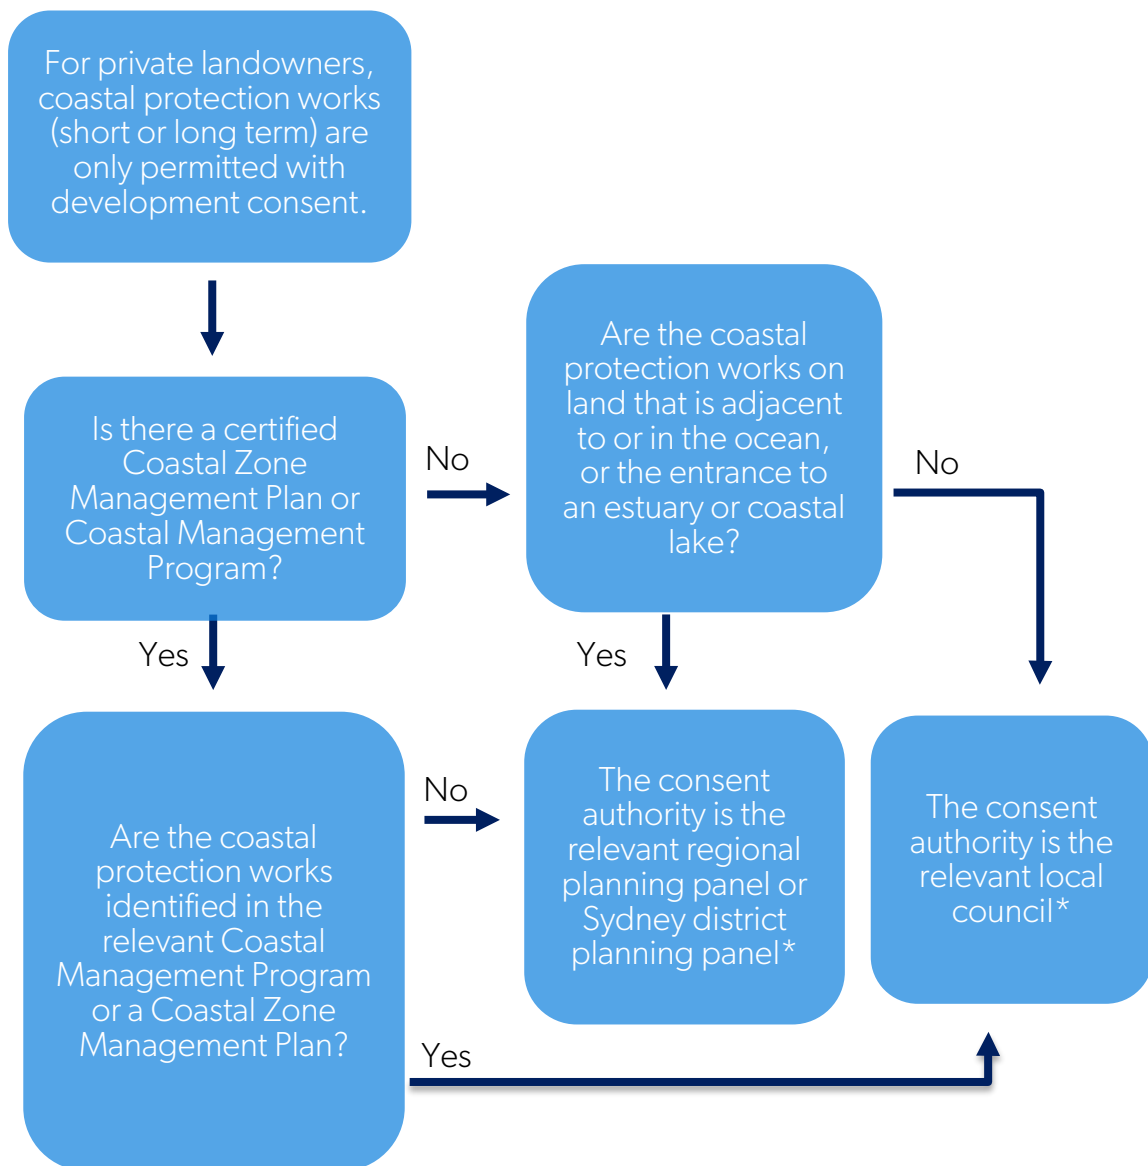 For private landowners,
coastal protection works
(short or long term) are
only permitted with
development consent.
Is there a certified
Coastal Zone
Management Plan or
Coastal Management
Program?
No
Are the coastal
protection works on
land that is adjacent
to or in the ocean,
or the entrance to
an estuary or coastal
lake?
No
Yes
Yes
Are the coastal
protection works
identified in the
relevant Coastal
Management Program
or a Coastal Zone
Management Plan?
No
The consent
authority is the
relevant regional
planning panel or
Sydney district
planning panel*
The consent
authority is the
relevant local
council*
Yes